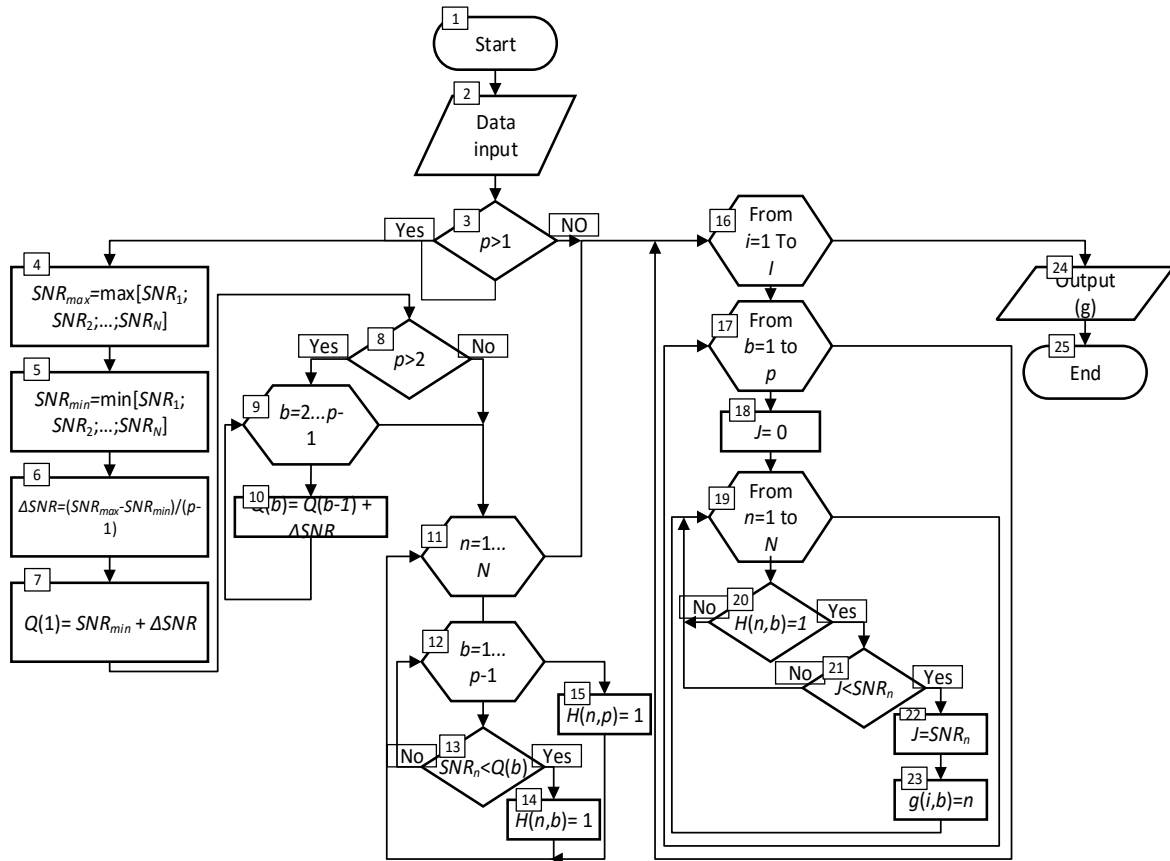 1
Start
2
Data
input
3
p>1
Yes
NO
4
SNRmax=max[SNR1;
SNR2;...;SNRN]
5
SNRmin=min[SNR1;
SNR2;...;SNRN]
6
ΔSNR=(SNRmax-SNRmin)/(p-
1)
7
Q(1)= SNRmin + ΔSNR
8
p>2
Yes
No
9
b=2...p-
1
10
Q(b)= Q(b-1) +
ΔSNR
11
n=1...
N
12
b=1...
p-1
13
SNRn<Q(b)
No
Yes
14
H(n,b)= 1
15
H(n,p)= 1
16
From
i=1 To
I
17
From
b=1 to
p
18
J= 0
19
From
n=1 to
N
20
H(n,b)=1
No
Yes
21
J<SNRn
No
Yes
22
J=SNRn
23
g(i,b)=n
24
Output
(g)
25
End